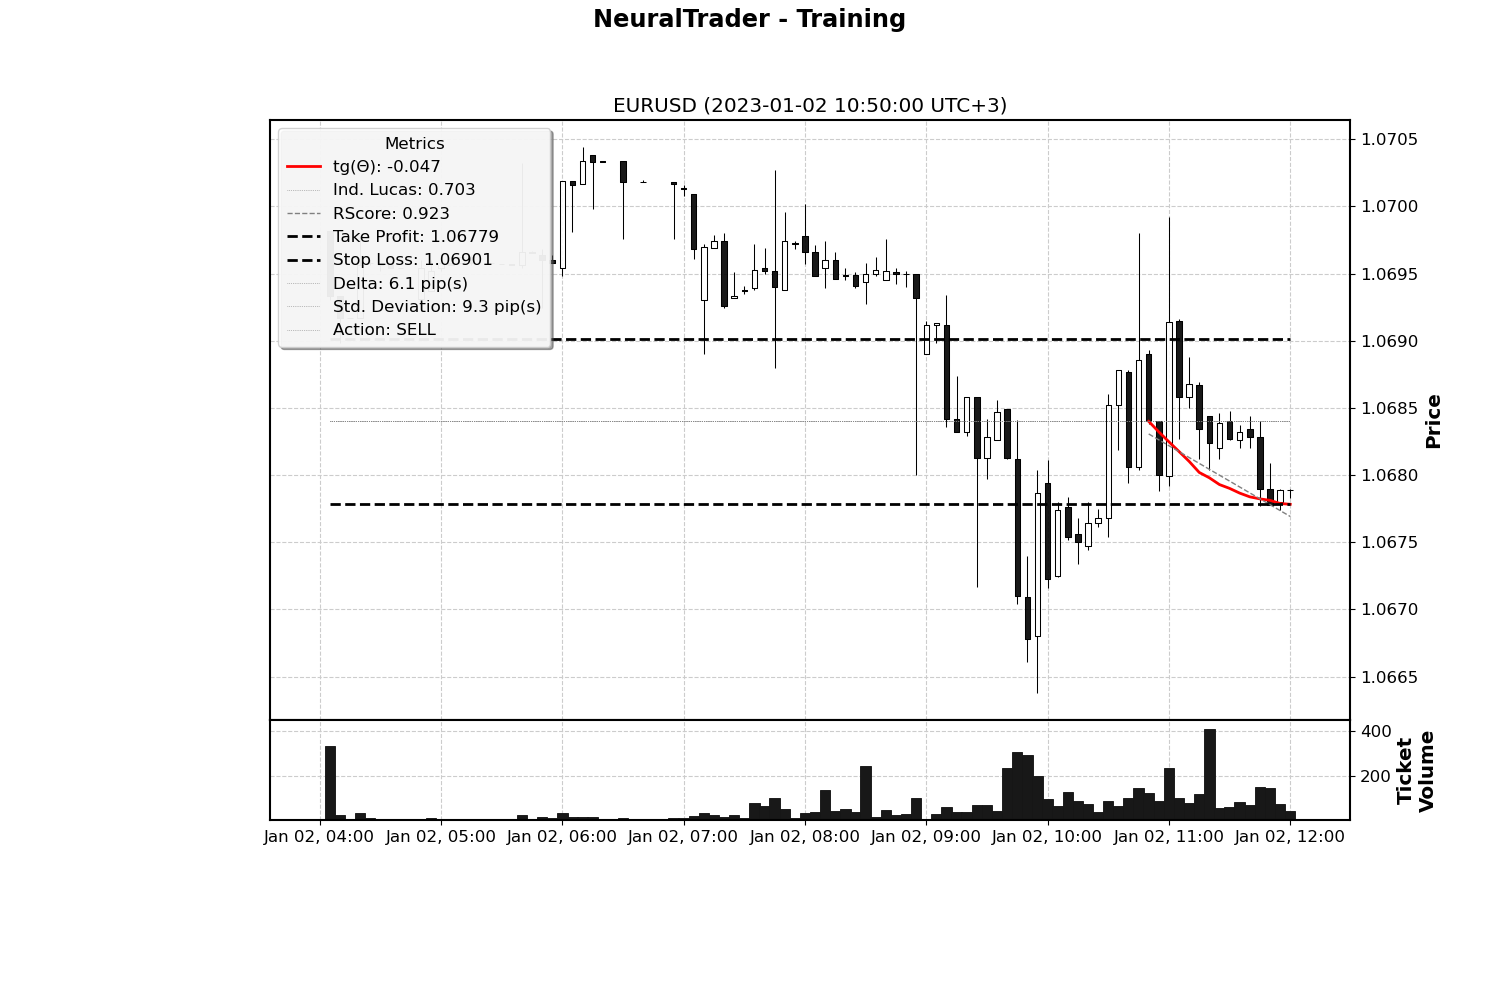 NeuralTrader - Training
EURUSD (2023-01-02 10:50:00 UTC+3)
Metrics
tg(Θ): -0.047
Ind. Lucas: 0.703
RScore: 0.923
Take Profit: 1.06779
Stop Loss: 1.06901
Delta: 6.1 pip(s)
Std. Deviation: 9.3 pip(s)
Action: SELL
1.0705
1.0700
1.0695
1.0690
1.0685
1.0680
1.0675
1.0670
1.0665
Price
400
200
Ticket
Volume
Jan 02, 04:00 Jan 02, 05:00 Jan 02, 06:00 Jan 02, 07:00 Jan 02, 08:00 Jan 02, 09:00 Jan 02, 10:00 Jan 02, 11:00 Jan 02, 12:00